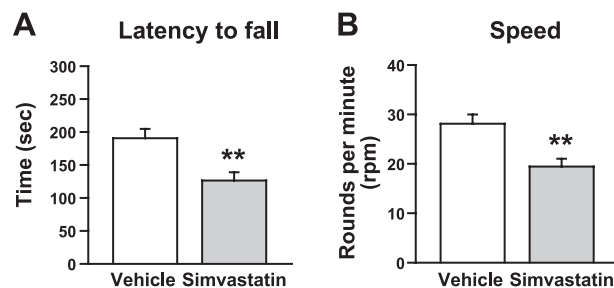 A Latency to fall
Time (sec)
300
250
200
150
100
50
0
**
Vehicle Simvastatin
B Speed
Rounds per minute
(rpm)
40
30
20
10
0
**
Vehicle Simvastatin